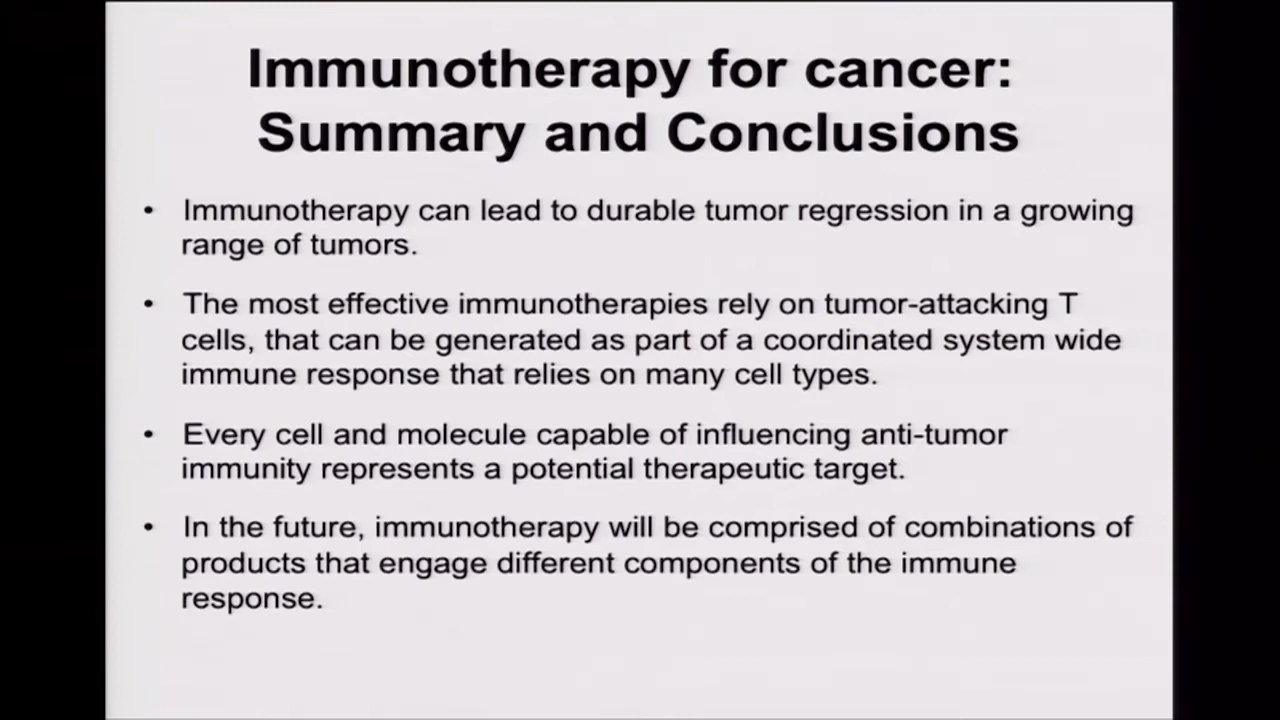 Immunotherapy for cancer:
Summary and Conclusions
• Immunotherapy can lead to durable tumor regression in a growing
range of tumors.
• The most effective immunotherapies rely on tumor-attacking T
cells, that can be generated as part of a coordinated system wide
immune response that relies on many cell types.
• Every cell and molecule capable of influencing anti-tumor
immunity represents a potential therapeutic target.
• In the future, immunotherapy will be comprised of combinations of
products that engage different components of the immune
response.